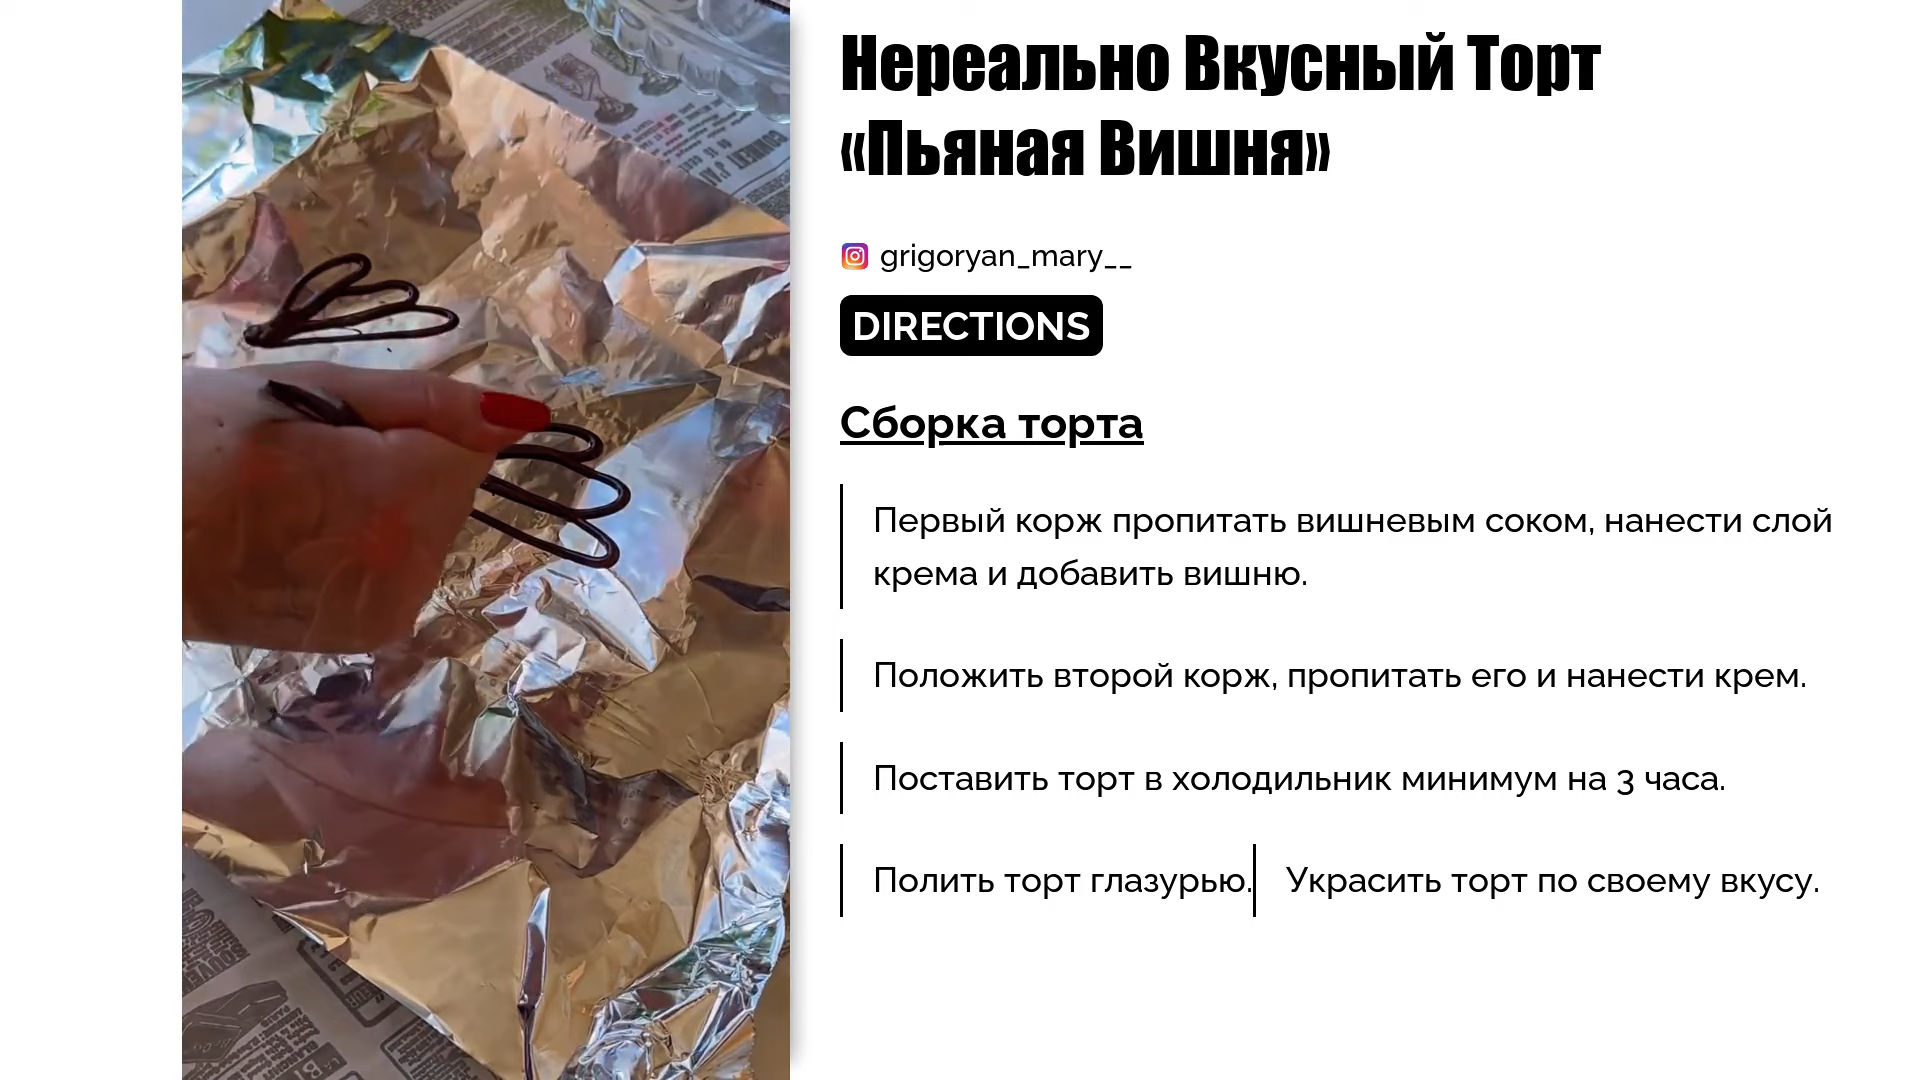 Нереально Вкусный Торт
«Пьяная Вишня»
grigoryan_mary__
DIRECTIONS
Сборка торта
Первый корж пропитать вишневым соком, нанести слой
крема и добавить вишню.
Положить второй корж, пропитать его и нанести крем.
Поставить торт в холодильник минимум на 3 часа.
Полить торт глазурью.
Украсить торт по своему вкусу.